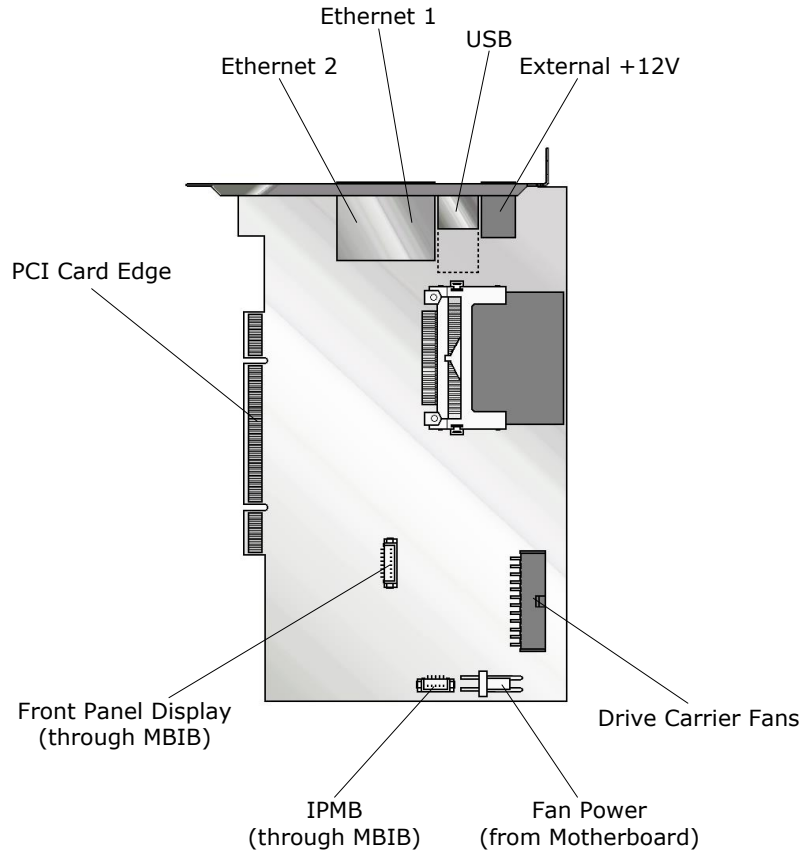 Ethernet 1
USB
Ethernet 2
External +12V
PCI Card Edge
Front Panel Display
(through MBIB)
Drive Carrier Fans
IPMB
(through MBIB)
Fan Power
(from Motherboard)